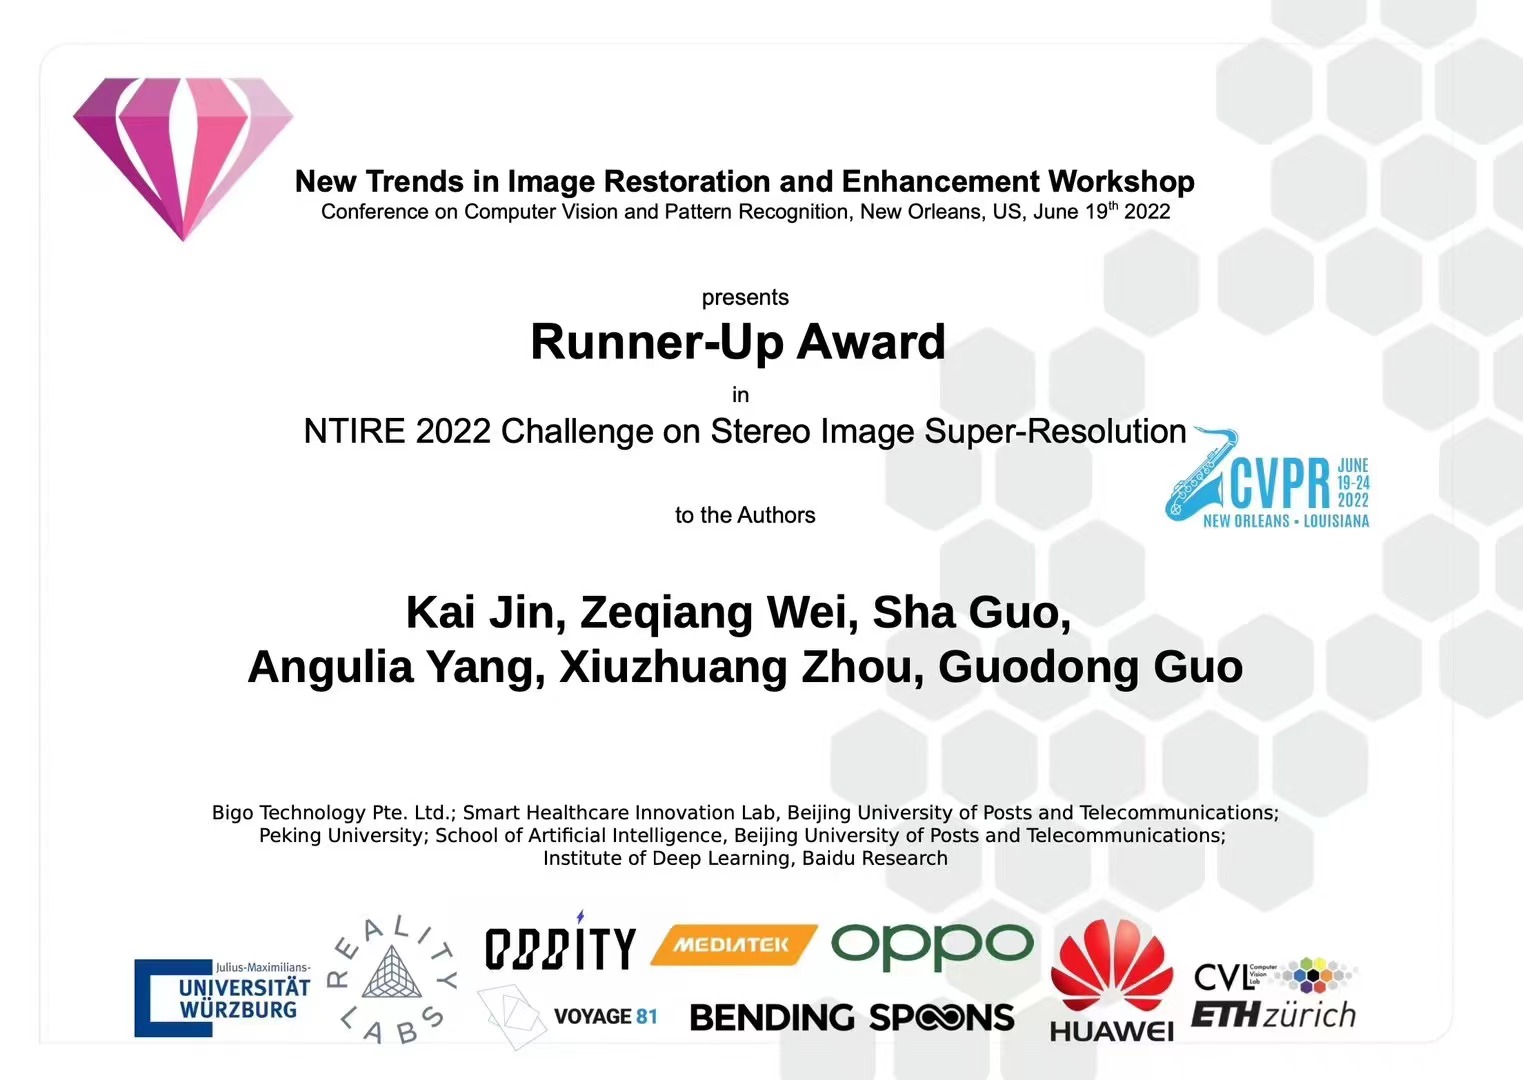 New Trends in Image Restoration and Enhancement Workshop
Conference on Computer Vision and Pattern Recognition, New Orleans, US, June 19th 2022
presents
Runner-Up Award
in
NTIRE 2022 Challenge on Stereo Image Super-Resolution
CVPR JUNE
19-24
2022
NEW ORLEANS • LOUISIANA
to the Authors
Kai Jin, Zeqiang Wei, Sha Guo,
Angulia Yang, Xiuzhuang Zhou, Guodong Guo
Bigo Technology Pte. Ltd.; Smart Healthcare Innovation Lab, Beijing University of Posts and Telecommunications;
Peking University; School of Artificial Intelligence, Beijing University of Posts and Telecommunications;
Institute of Deep Learning, Baidu Research
Julius-Maximilians-
UNIVERSITÄT
WÜRZBURG
REALITY
LABS
ODDITY
MEDIATEK
oppo
VOYAGE 81
BENDING SPOONS
HUAWEI
CVL Computer
Vision
Lab
ETH zürich